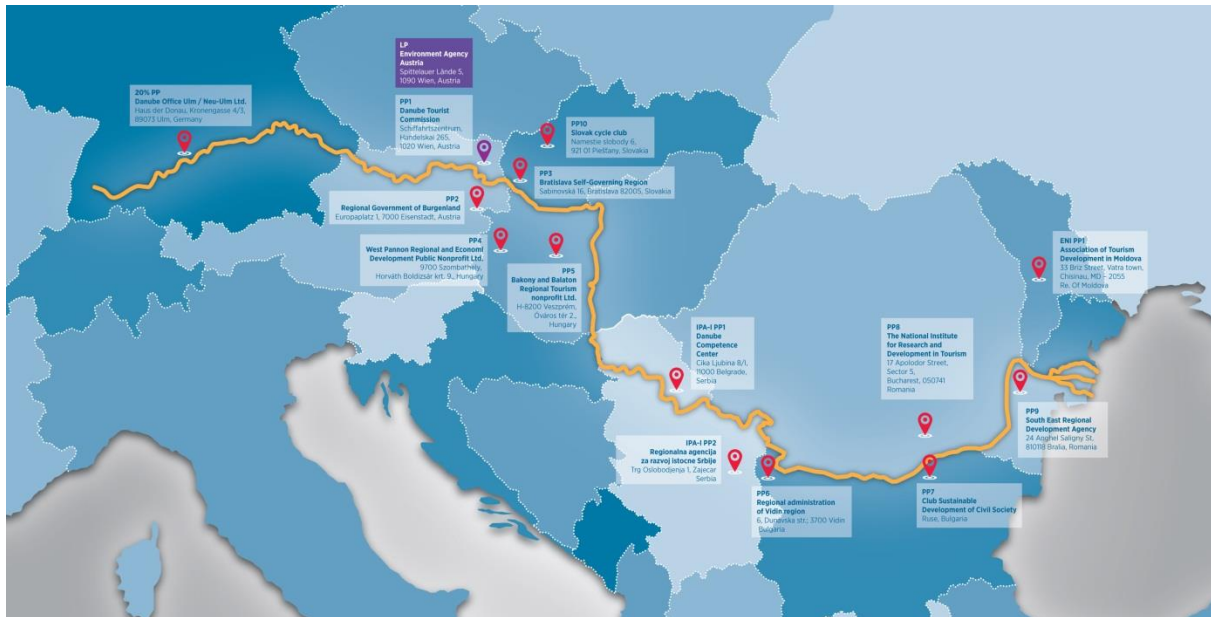 LP
Environment Agency
Austria
Spittelauer Lände 5,
1090 Wien, Austria
PP1
Danube Tourist
Commission
Schiffahrtszentrum,
Handelskai 265,
1020 Wien, Austria
20% PP
Danube Office Ulm / Neu-Ulm Ltd.
Haus der Donau, Kronengasse 4/3,
89073 Ulm, Germany
PP10
Slovak cycle club
Namestie slobody 6,
921 01 Piešťany, Slovakia
PP3
Bratislava Self-Governing Region
Sabinovská 16, Bratislava 82005, Slovakia
PP2
Regional Government of Burgenland
Europaplatz 1, 7000 Eisenstadt, Austria
PP4
West Pannon Regional and Economi
Development Public Nonprofit Ltd.
9700 Szombathely,
Horváth Boldizsár krt. 9., Hungary
PP5
Bakony and Balaton
Regional Tourism
nonprofit Ltd.
H-8200 Veszprém,
Óváros tér 2.,
Hungary
ENI PP1
Association of Tourism
Development in Moldova
33 Briz Street, Vatra town,
Chisinau, MD - 2055
Re. Of Moldova
IPA-I PP1
Danube
Competence
Center
Cika Ljubina 8/1,
11000 Belgrade,
Serbia
PP8
The National Institute
for Research and
Development in Tourism
17 Apolodor Street,
Sector 5,
Bucharest, 050741
Romania
PP9
South East Regional
Development Agency
24 Anghel Saligny St,
810118 Bralia, Romania
IPA-I PP2
Regionalna agencija
za razvoj istocne Srbije
Trg Oslobodjenja 1, Zajecar
Serbia
PP6
Regional administration
of Vidin region
6, Dunavska str.; 3700 Vidin
Bulgaria
PP7
Club Sustainable
Development of Civil Society
Ruse, Bulgaria